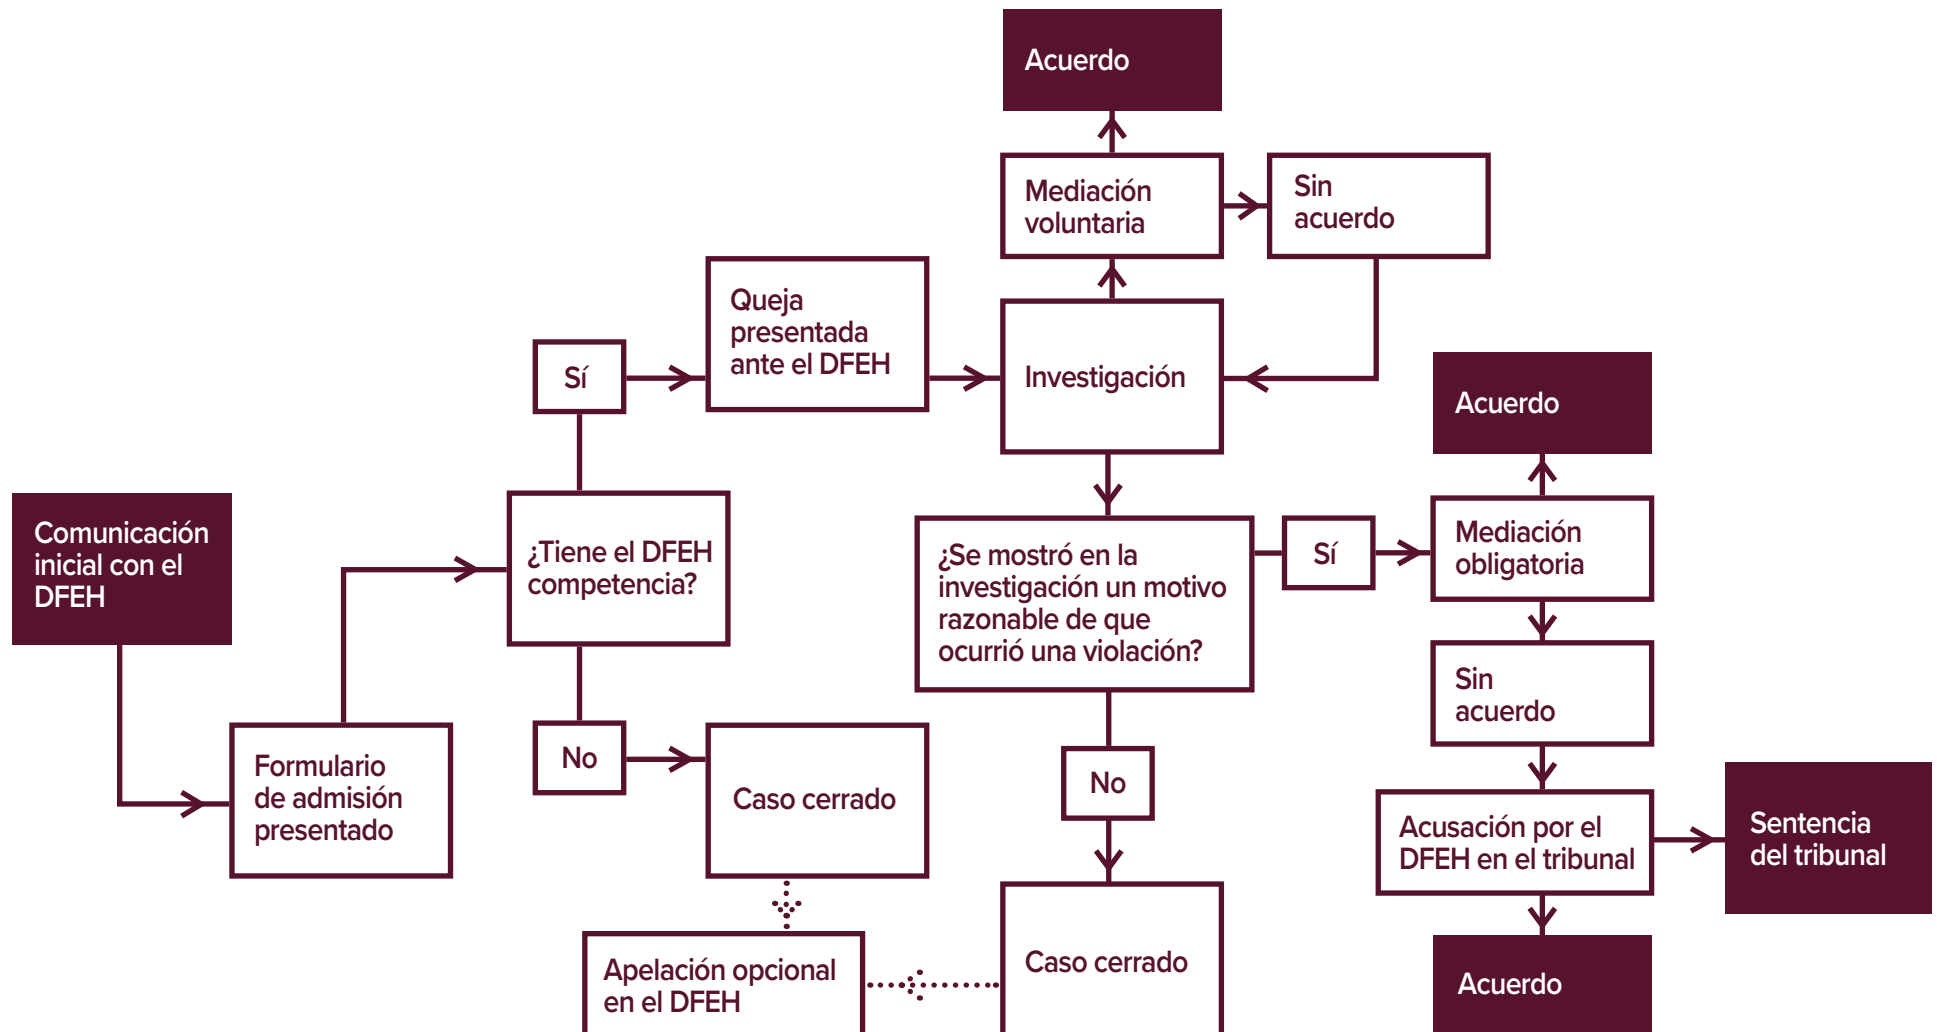 Comunicación
inicial con el
DFEH
Formulario
de admisión
presentado
¿Tiene el DFEH
competencia?
Sí
Queja
presentada
ante el DFEH
No
Caso cerrado
Apelación opcional
en el DFEH
Investigación
Mediación
voluntaria
Acuerdo
Sin
acuerdo
¿Se mostró en la
investigación un motivo
razonable de que
ocurrió una violación?
No
Caso cerrado
Sí
Mediación
obligatoria
Acuerdo
Sin
acuerdo
Acusación por el
DFEH en el tribunal
Sentencia
del tribunal
Acuerdo